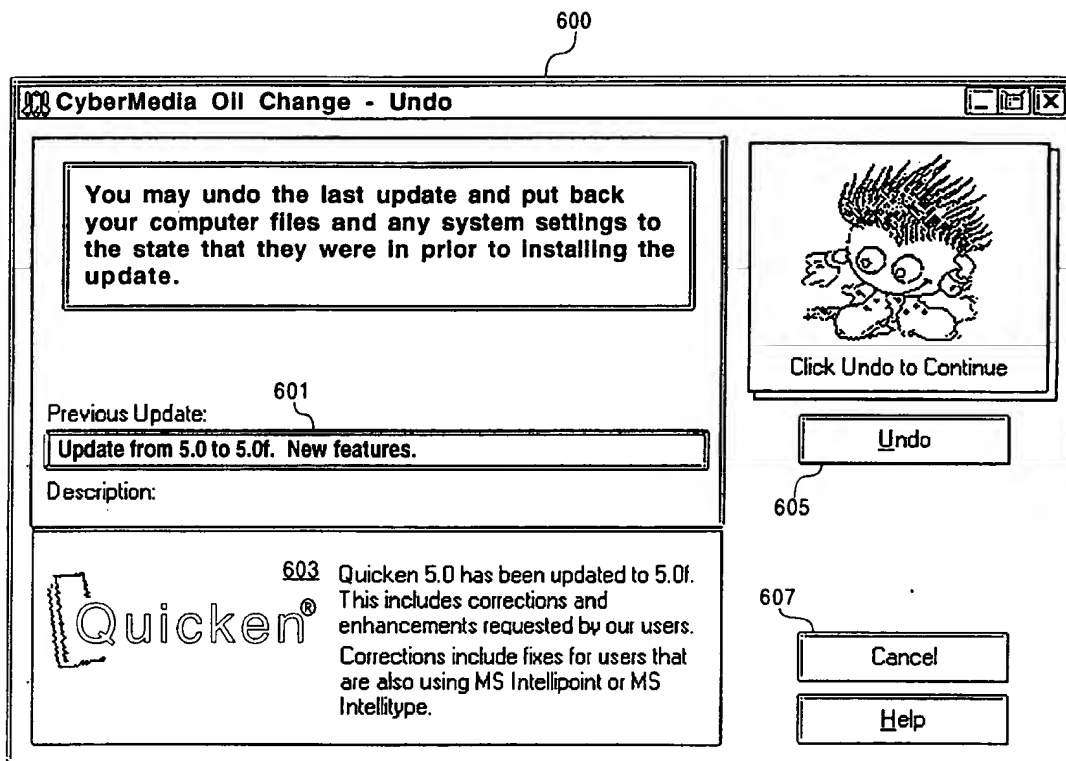 600
CyberMedia Oil Change - Undo
You may undo the last update and put back
your computer files and any system settings to
the state that they were in prior to installing the
update.
Click Undo to Continue
601
Previous Update:
Update from 5.0 to 5.0f. New features.
Undo
Description:
605
603 Quicken 5.0 has been updated to 5.0f.
This includes corrections and
enhancements requested by our users.
Corrections include fixes for users that
are also using MS Intellipoint or MS
Intellitype.
Quicken®
607
Cancel
Help